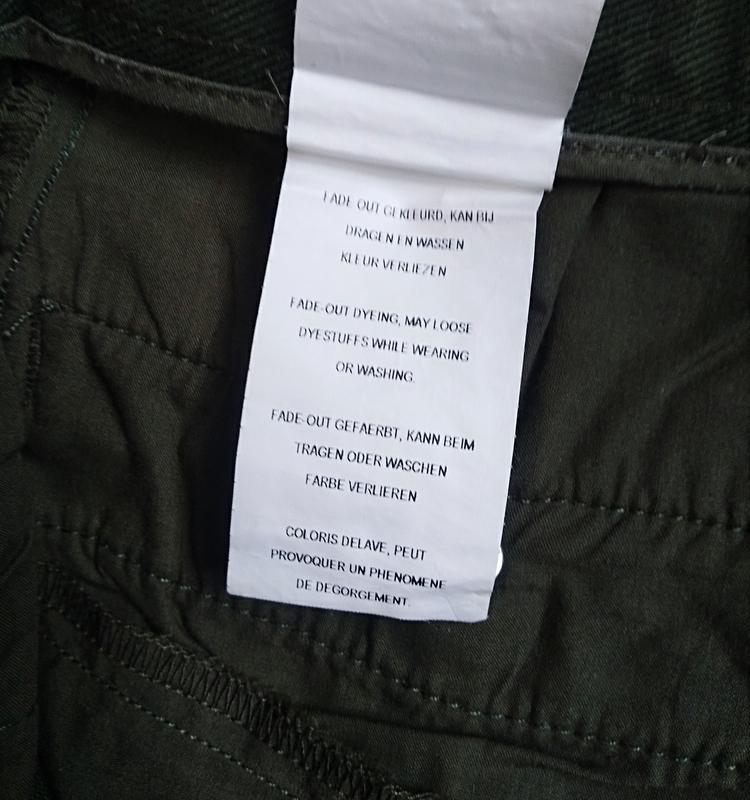 FADE OUT GEKLEURD, KAN BIJ
DRAGEN EN WASSEN
KLEUR VERLIEZEN
FADE-OUT DYEING, MAY LOOSE
DYESTUFFS WHILE WEARING
OR WASHING.
FADE-OUT GEFAERBT, KANN BEIM
TRAGEN ODER WASCHEN
FARBE VERLIEREN
COLORIS DELAVE, PEUT
PROVOQUER UN PHENOMENE
DE DEGORGEMENT.